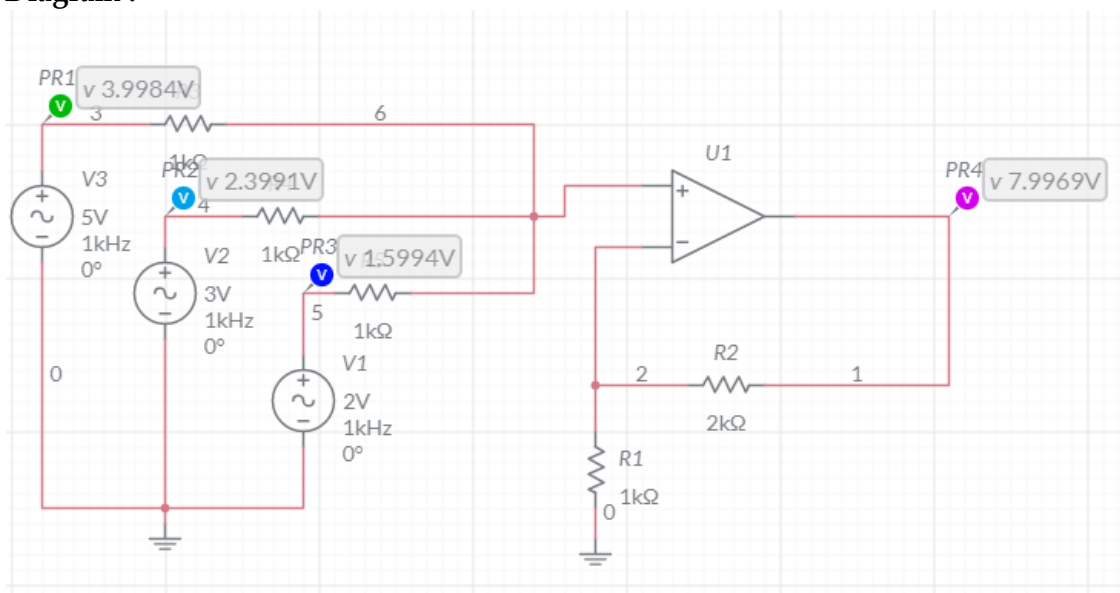 PR1
v 3.9984V
3
6
1kΩ
PR2
v 2.3991V
4
1kΩ
PR3
v 1.5994V
5
1kΩ
V3
5V
1kHz
0°
V2
3V
1kHz
0°
V1
2V
1kHz
0°
0
U1
+
−
PR4
v 7.9969V
2
R2
1
2kΩ
R1
1kΩ
0